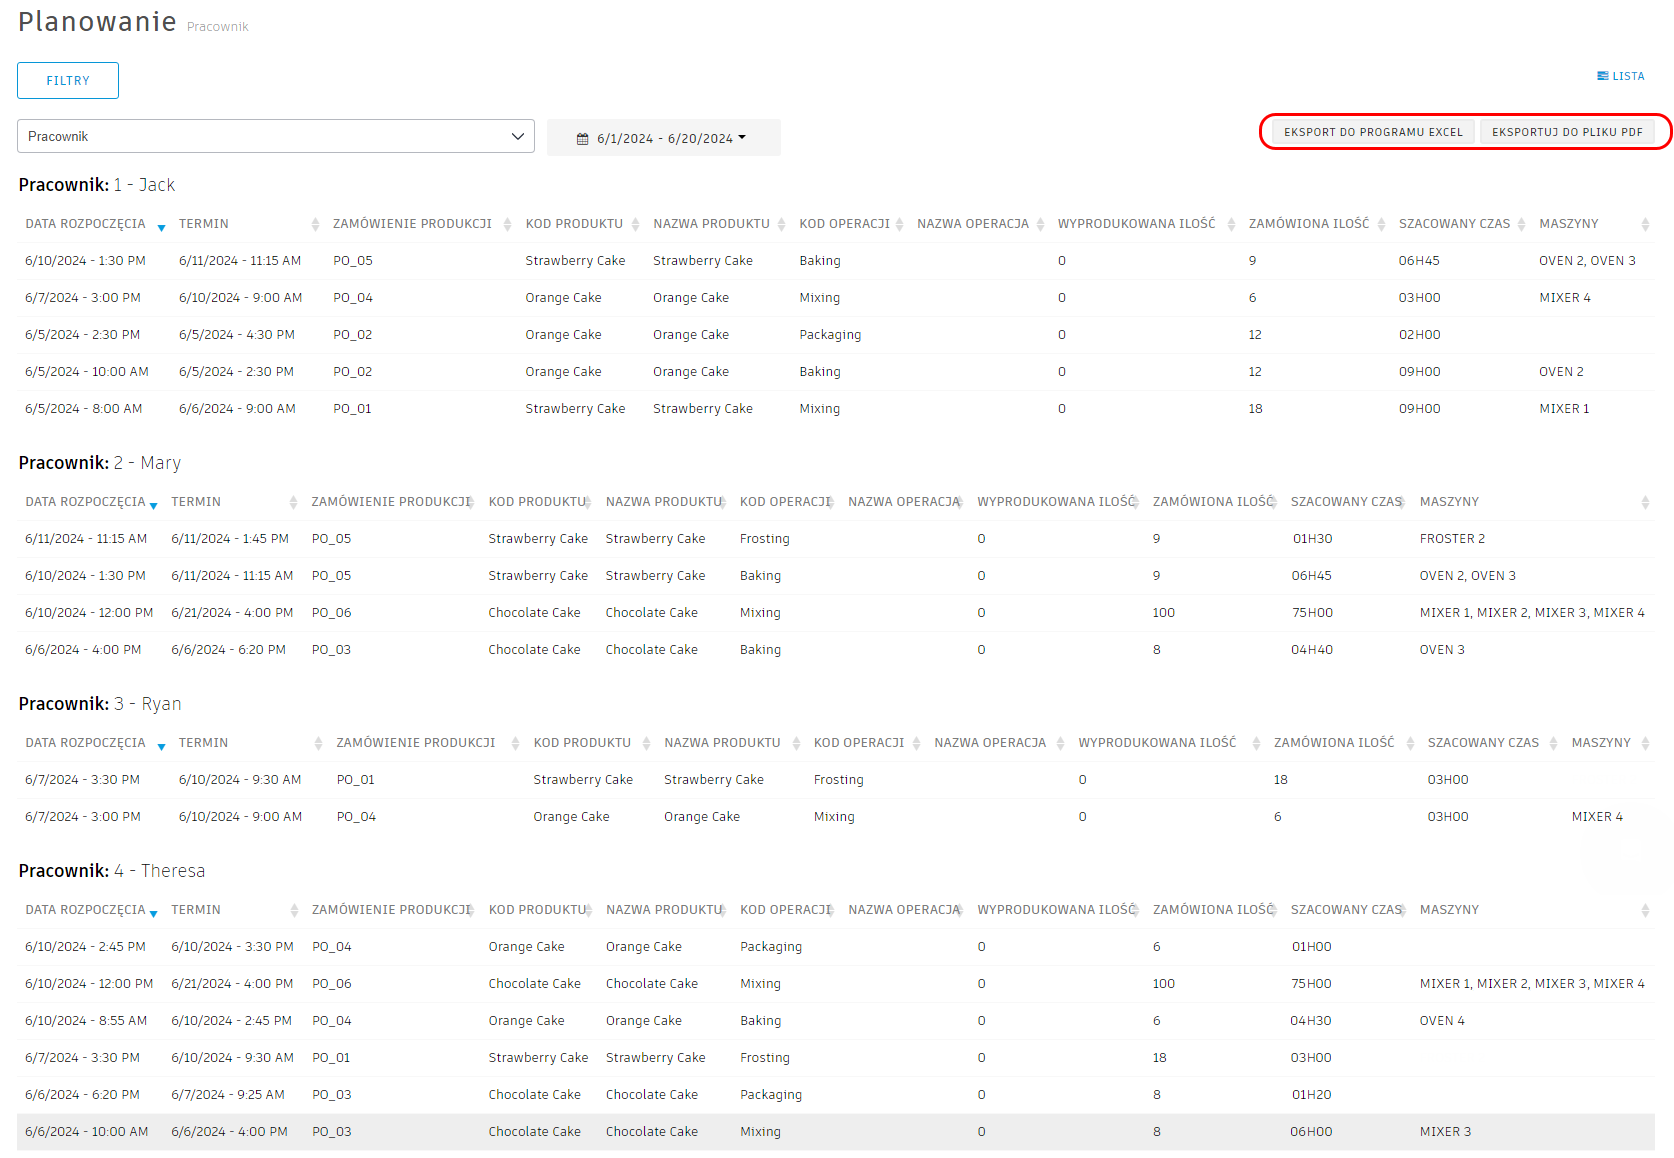 Planowanie Pracownik
FILTRY
LISTA
Pracownik
6/1/2024 - 6/20/2024
EKSPORT DO PROGRAMU EXCEL
EKSPORTUJ DO PLIKU PDF
Pracownik: 1 - Jack
DATA ROZPOCZĘCIA TERMIN ZAMÓWIENIE PRODUKCJI KOD PRODUKTU NAZWA PRODUKTU KOD OPERACJI NAZWA OPERACJA WYPRODUKOWANA ILOŚĆ ZAMÓWIONA ILOŚĆ SZACOWANY CZAS MASZYNY
6/10/2024 - 1:30 PM 6/11/2024 - 11:15 AM PO_05 Strawberry Cake Strawberry Cake Baking 0 9 06H45 OVEN 2, OVEN 3
6/7/2024 - 3:00 PM 6/10/2024 - 9:00 AM PO_04 Orange Cake Orange Cake Mixing 0 6 03H00 MIXER 4
6/5/2024 - 2:30 PM 6/5/2024 - 4:30 PM PO_02 Orange Cake Orange Cake Packaging 0 12 02H00
6/5/2024 - 10:00 AM 6/5/2024 - 2:30 PM PO_02 Orange Cake Orange Cake Baking 0 12 09H00 OVEN 2
6/5/2024 - 8:00 AM 6/6/2024 - 9:00 AM PO_01 Strawberry Cake Strawberry Cake Mixing 0 18 09H00 MIXER 1
Pracownik: 2 - Mary
DATA ROZPOCZĘCIA TERMIN ZAMÓWIENIE PRODUKCJI KOD PRODUKTU NAZWA PRODUKTU KOD OPERACJI NAZWA OPERACJA WYPRODUKOWANA ILOŚĆ ZAMÓWIONA ILOŚĆ SZACOWANY CZAS MASZYNY
6/11/2024 - 11:15 AM 6/11/2024 - 1:45 PM PO_05 Strawberry Cake Strawberry Cake Frosting 0 9 01H30 FROSTER 2
6/10/2024 - 1:30 PM 6/11/2024 - 11:15 AM PO_05 Strawberry Cake Strawberry Cake Baking 0 9 06H45 OVEN 2, OVEN 3
6/10/2024 - 12:00 PM 6/21/2024 - 4:00 PM PO_06 Chocolate Cake Chocolate Cake Mixing 0 100 75H00 MIXER 1, MIXER 2, MIXER 3, MIXER 4
6/6/2024 - 4:00 PM 6/6/2024 - 6:20 PM PO_03 Chocolate Cake Chocolate Cake Baking 0 8 04H40 OVEN 3
Pracownik: 3 - Ryan
DATA ROZPOCZĘCIA TERMIN ZAMÓWIENIE PRODUKCJI KOD PRODUKTU NAZWA PRODUKTU KOD OPERACJI NAZWA OPERACJA WYPRODUKOWANA ILOŚĆ ZAMÓWIONA ILOŚĆ SZACOWANY CZAS MASZYNY
6/7/2024 - 3:30 PM 6/10/2024 - 9:30 AM PO_01 Strawberry Cake Strawberry Cake Frosting 0 18 03H00
6/7/2024 - 3:00 PM 6/10/2024 - 9:00 AM PO_04 Orange Cake Orange Cake Mixing 0 6 03H00 MIXER 4
Pracownik: 4 - Theresa
DATA ROZPOCZĘCIA TERMIN ZAMÓWIENIE PRODUKCJI KOD PRODUKTU NAZWA PRODUKTU KOD OPERACJI NAZWA OPERACJA WYPRODUKOWANA ILOŚĆ ZAMÓWIONA ILOŚĆ SZACOWANY CZAS MASZYNY
6/10/2024 - 2:45 PM 6/10/2024 - 3:30 PM PO_04 Orange Cake Orange Cake Packaging 0 6 01H00
6/10/2024 - 12:00 PM 6/21/2024 - 4:00 PM PO_06 Chocolate Cake Chocolate Cake Mixing 0 100 75H00 MIXER 1, MIXER 2, MIXER 3, MIXER 4
6/10/2024 - 8:55 AM 6/10/2024 - 2:45 PM PO_04 Orange Cake Orange Cake Baking 0 6 04H30 OVEN 4
6/7/2024 - 3:30 PM 6/10/2024 - 9:30 AM PO_01 Strawberry Cake Strawberry Cake Frosting 0 18 03H00
6/6/2024 - 6:20 PM 6/7/2024 - 9:25 AM PO_03 Chocolate Cake Chocolate Cake Packaging 0 8 01H20
6/6/2024 - 10:00 AM 6/6/2024 - 4:00 PM PO_03 Chocolate Cake Chocolate Cake Mixing 0 8 06H00 MIXER 3